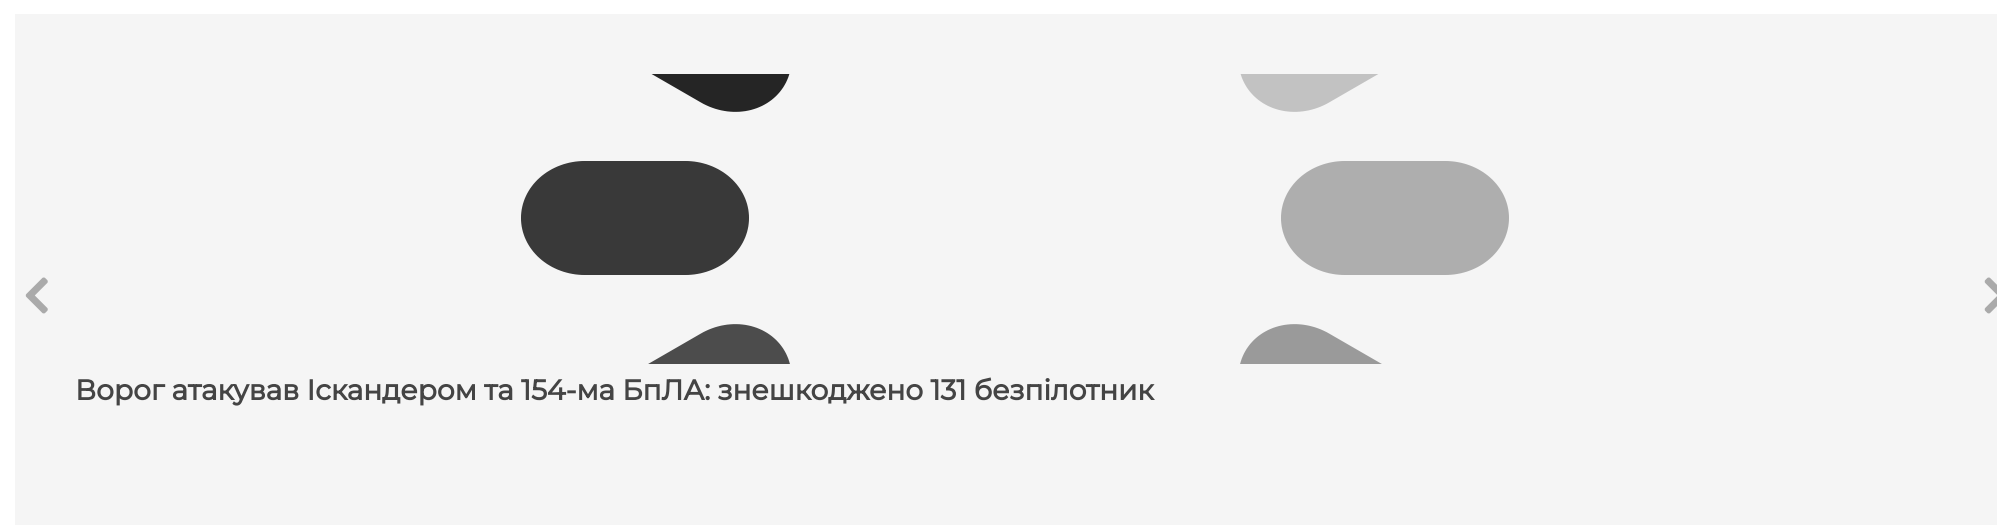 Ворог атакував Іскандером та 154-ма БпЛА: знешкоджено 131 безпілотник